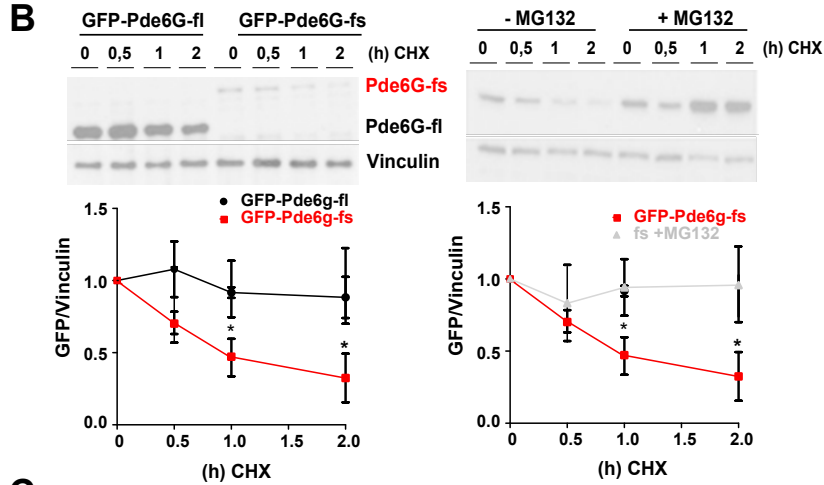 B
GFP-Pde6G-fl GFP-Pde6G-fs
0 0,5 1 2 0 0,5 1 2 (h) CHX
Pde6G-fs
Pde6G-fl
Vinculin
- MG132 + MG132
0 0,5 1 2 0 0,5 1 2 (h) CHX
GFP-Pde6g-fl
GFP-Pde6g-fs
GFP/Vinculin
1.5
1.0
0.5
0.0
*
*
0 0.5 1.0 1.5 2.0
(h) CHX
GFP-Pde6g-fs
fs +MG132
GFP/Vinculin
1.5
1.0
0.5
0.0
*
*
0 0.5 1.0 1.5 2.0
(h) CHX